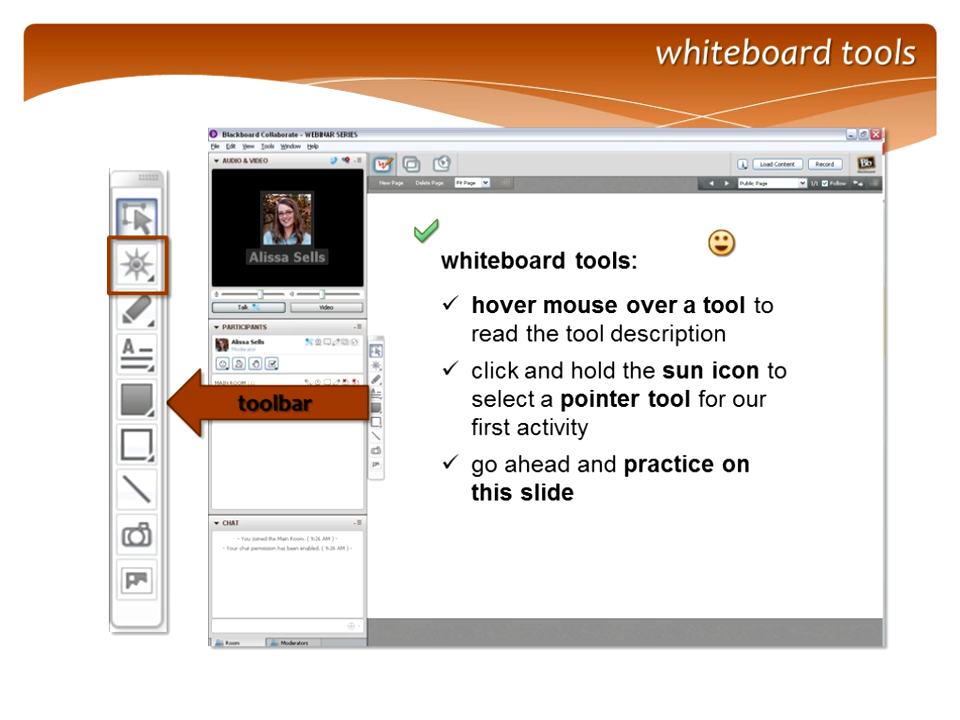 whiteboard tools
Blackboard Collaborate - WEBINAR SERIES
File Edit View Tools Window Help
AUDIO & VIDEO
Load Content
Record
Bb
New Page
Delete Page
Fit Page
Public Page
1/1
Follow
Alissa Sells
Talk
Video
PARTICIPANTS
Alissa Sells
Moderator
MAIN ROOM
toolbar
whiteboard tools:
hover mouse over a tool to
read the tool description
click and hold the sun icon to
select a pointer tool for our
first activity
go ahead and practice on
this slide
CHAT
- You joined the Main Room. ( 9:26 AM ) -
- Your chat permission has been enabled. ( 9:26 AM ) -
Room
Moderators